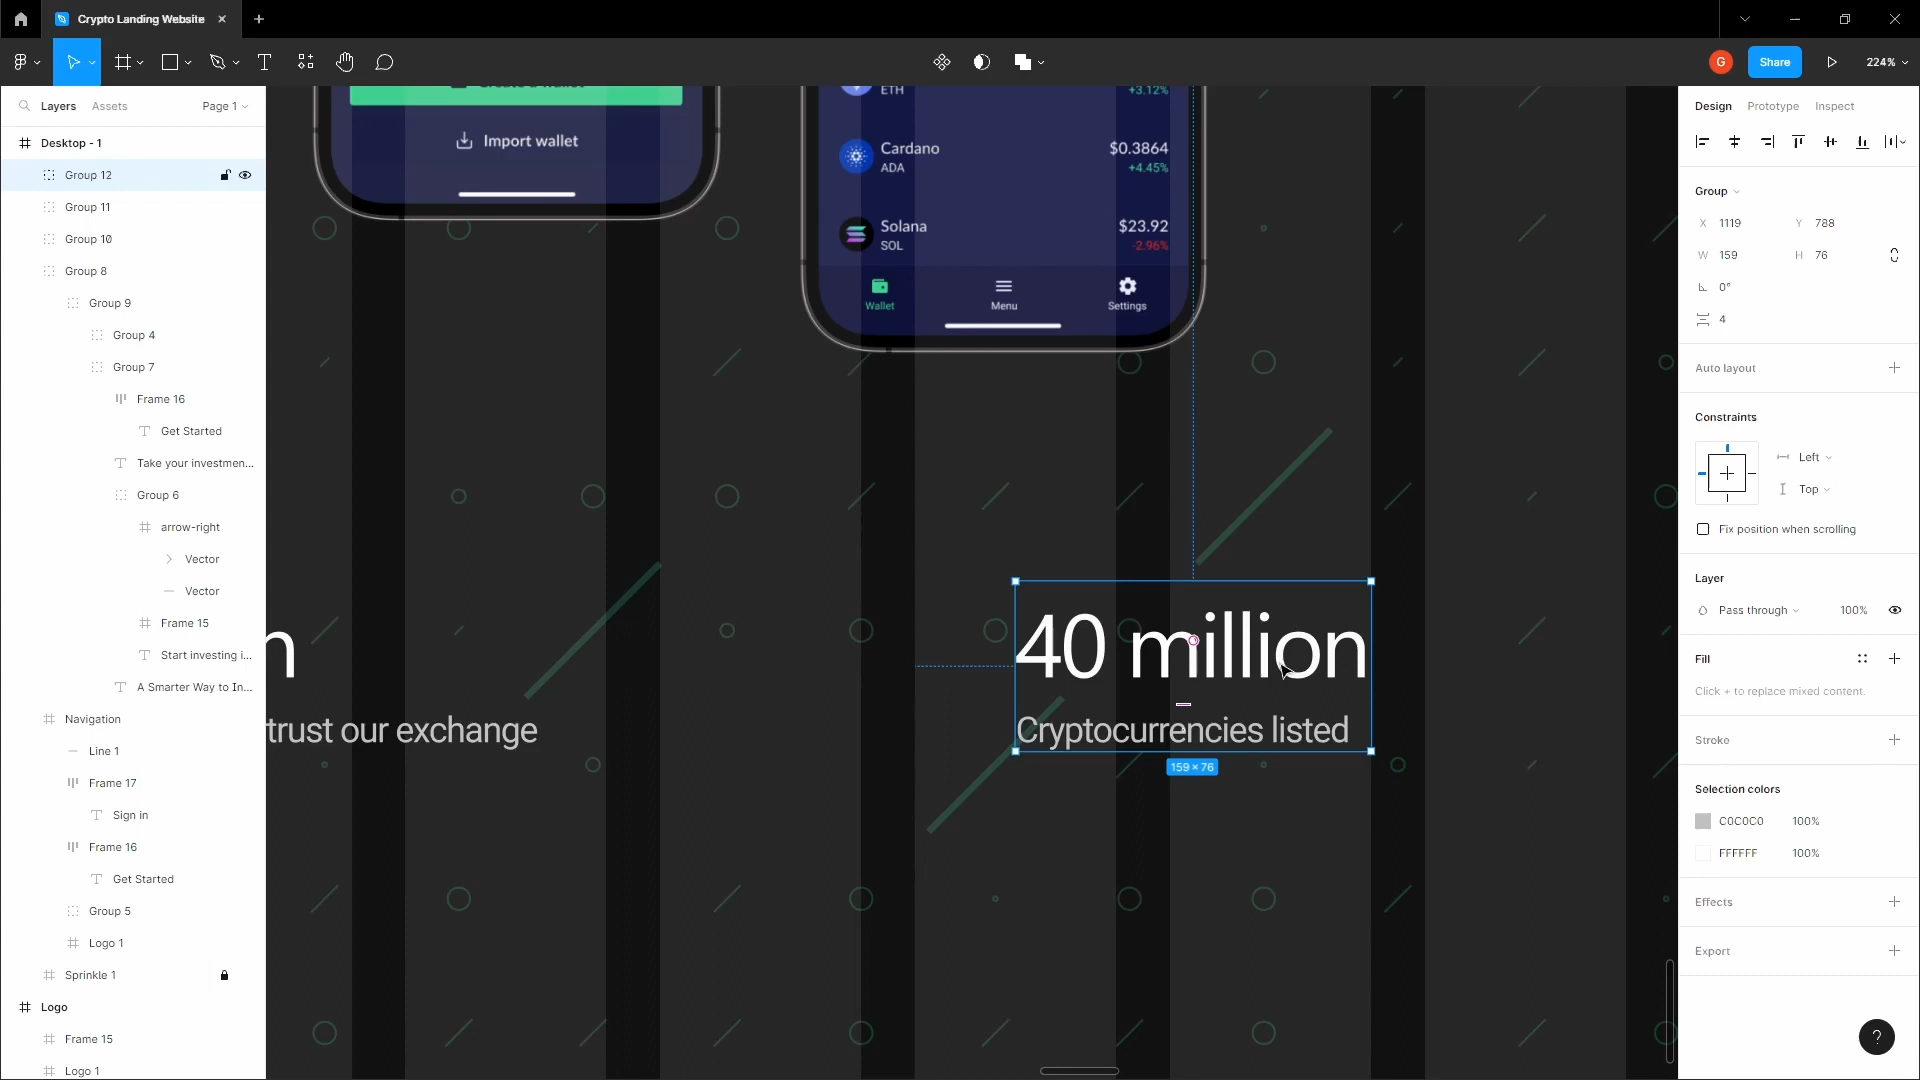 Crypto Landing Website
Share
G
224%
Layers
Assets
Page 1
Desktop - 1
Group 12
Group 11
Group 10
Group 8
Group 9
Group 4
Group 7
Frame 16
Get Started
Take your investmen...
Group 6
arrow-right
Vector
Vector
Frame 15
Start investing i...
A Smarter Way to In...
Navigation
Line 1
Frame 17
Sign in
Frame 16
Get Started
Group 5
Logo 1
Sprinkle 1
Logo
Frame 15
Logo 1
Import wallet
ETH
+3.12%
Cardano
$0.3864
ADA
+4.45%
Solana
$23.92
SOL
-2.96%
Wallet
Menu
Settings
n
trust our exchange
40 million
Cryptocurrencies listed
159 × 76
Design
Prototype
Inspect
Group
X 1119
Y 788
W 159
H 76
0°
4
Auto layout
Constraints
Left
Top
Fix position when scrolling
Layer
Pass through
100%
Fill
Click + to replace mixed content.
Stroke
Selection colors
C0C0C0 100%
FFFFFF 100%
Effects
Export
?